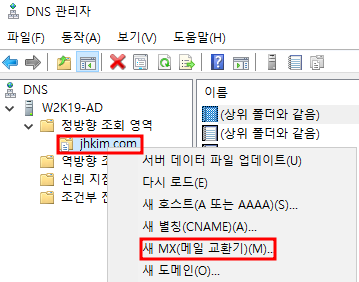 DNS 관리자
파일(F) 동작(A) 보기(V) 도움말(H)
DNS
W2K19-AD
정방향 조회 영역
jhkim.com
역방향 조
신뢰 지점
조건부 전
이름
(상위 폴더와 같음)
(상위 폴더와 같음)
서버 데이터 파일 업데이트(U)
다시 로드(E)
새 호스트(A 또는 AAAA)(S)...
새 별칭(CNAME)(A)...
새 MX(메일 교환기)(M)...
새 도메인(O)...